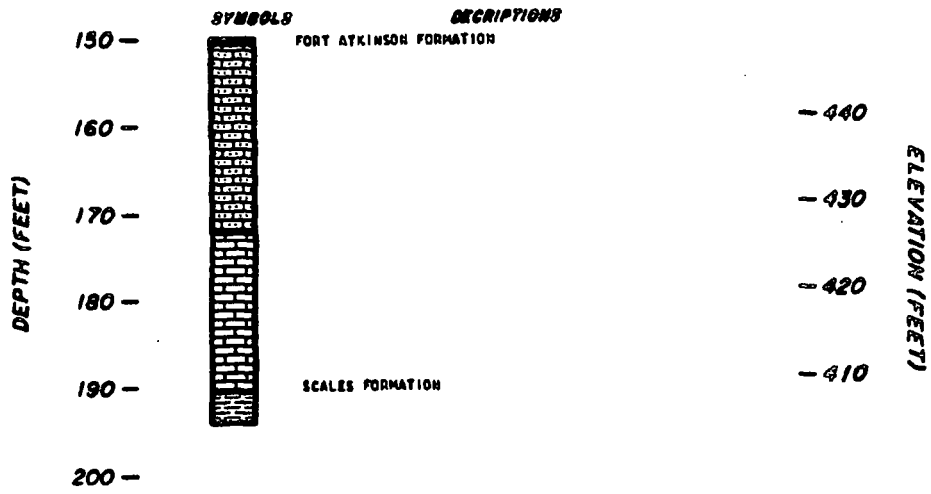 SYMBOLS DECRIPTIONS
150 — FORT ATKINSON FORMATION
— 440
160 —
— 430
170 —
— 420
180 —
— 410
190 — SCALES FORMATION
200 —
DEPTH (FEET)
ELEVATION (FEET)